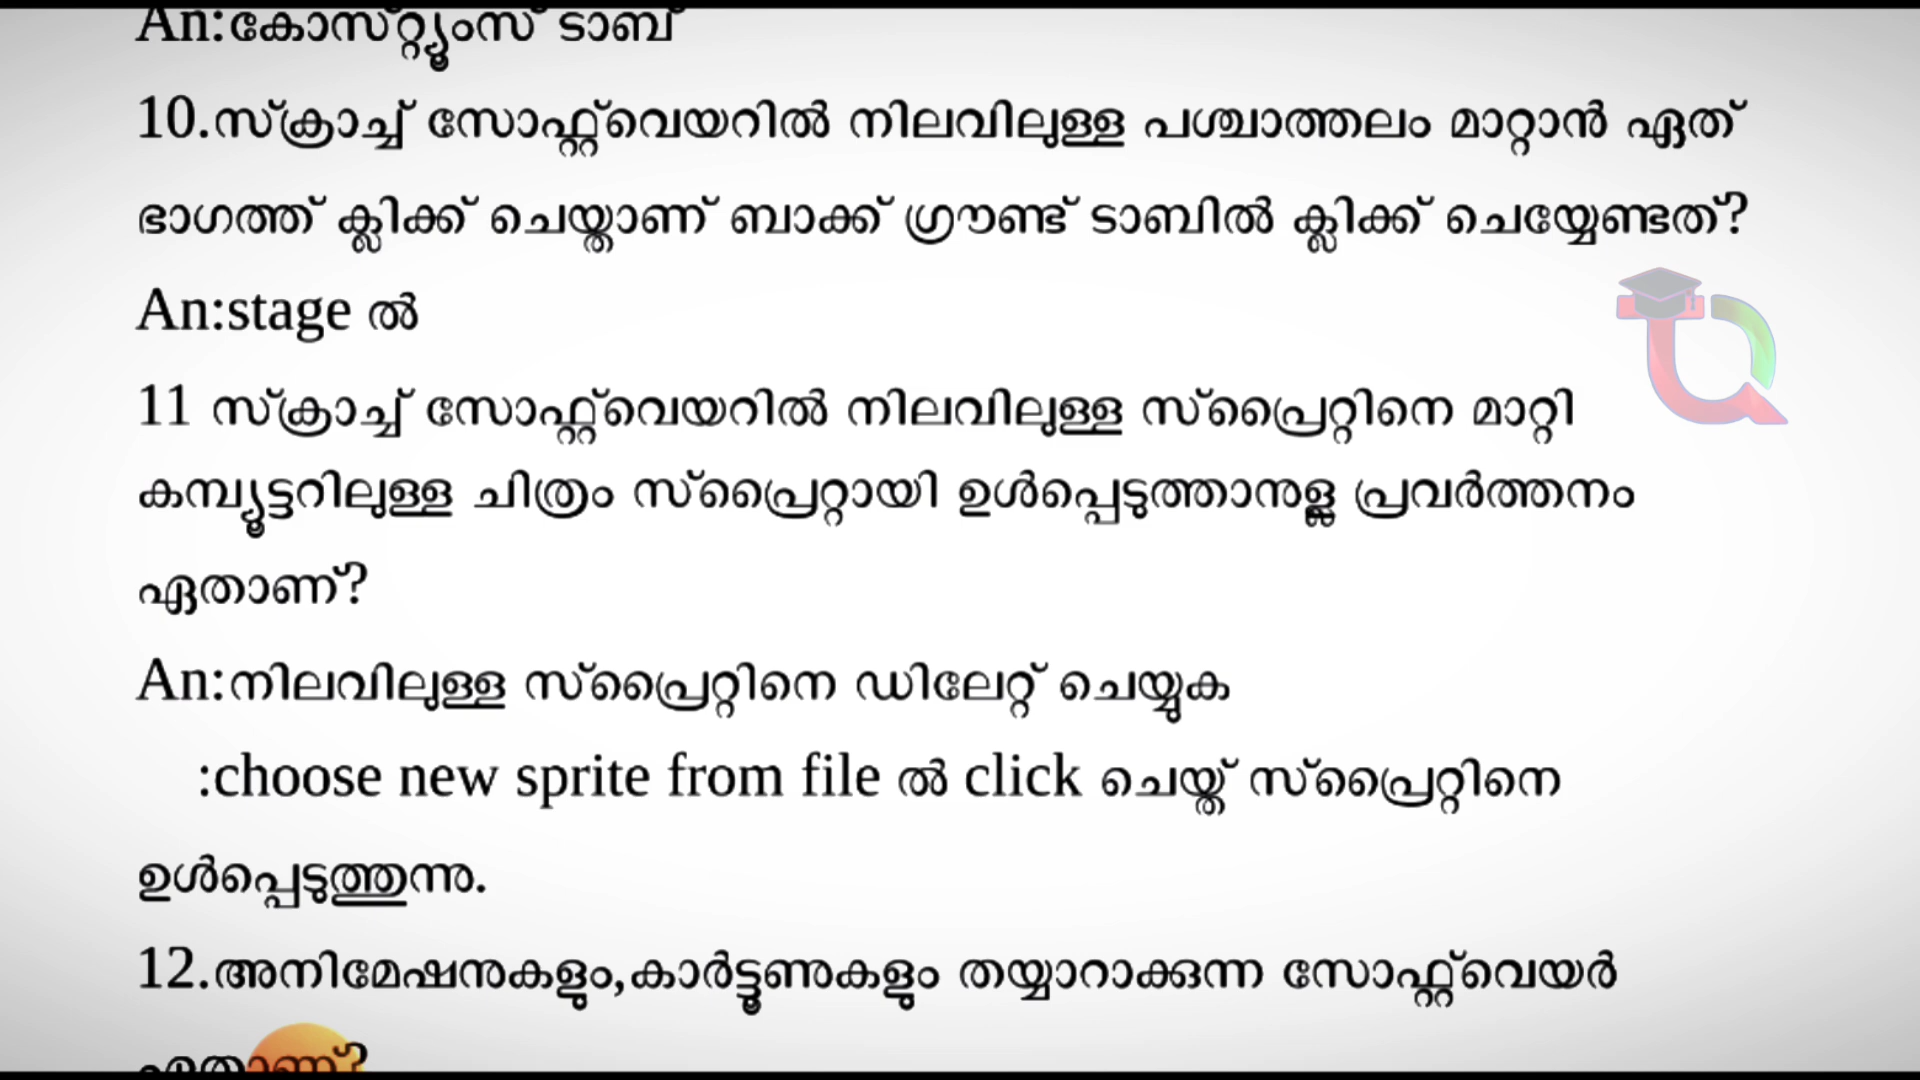 An:കോസ്റ്റ്യൂംസ് ടാബ്
10.സ്ക്രാച്ച് സോഫ്റ്റ്‌വെയറിൽ നിലവിലുള്ള പശ്ചാത്തലം മാറ്റാൻ ഏത്
ഭാഗത്ത് ക്ലിക്ക് ചെയ്താണ് ബാക്ക് ഗ്രൗണ്ട് ടാബിൽ ക്ലിക്ക് ചെയ്യേണ്ടത്?
An:stage ൽ
11 സ്ക്രാച്ച് സോഫ്റ്റ്‌വെയറിൽ നിലവിലുള്ള സ്പ്രൈറ്റിനെ മാറ്റി
കമ്പ്യൂട്ടറിലുള്ള ചിത്രം സ്പ്രൈറ്റായി ഉൾപ്പെടുത്താനുള്ള പ്രവർത്തനം
ഏതാണ്?
An:നിലവിലുള്ള സ്പ്രൈറ്റിനെ ഡിലേറ്റ് ചെയ്യുക
:choose new sprite from file ൽ click ചെയ്ത് സ്പ്രൈറ്റിനെ
ഉൾപ്പെടുത്തുന്നു.
12.അനിമേഷനുകളും,കാർട്ടൂണുകളും തയ്യാറാക്കുന്ന സോഫ്റ്റ്‌വെയർ
ഏതാണ്?